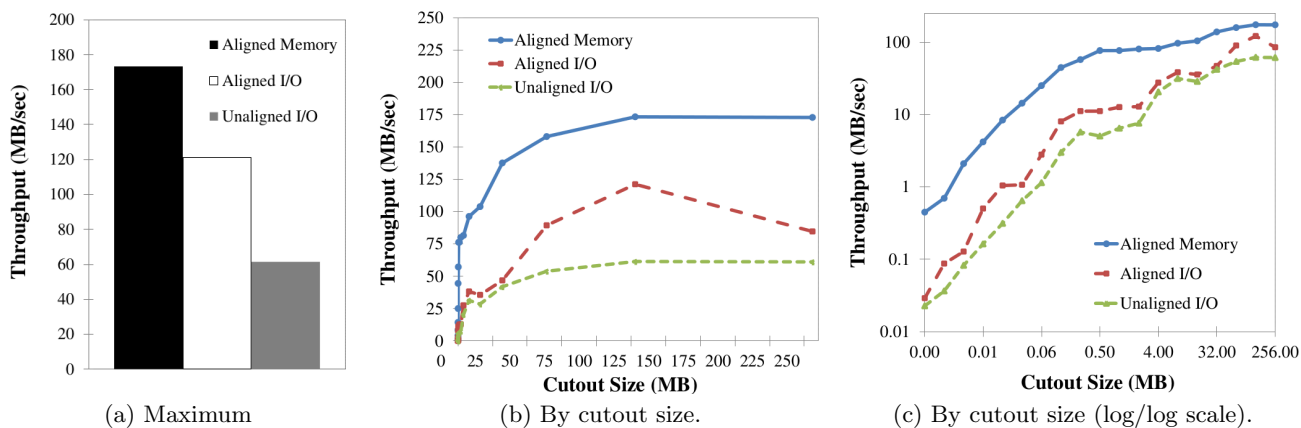 200
180
160
140
120
100
80
60
40
20
0
Throughput (MB/sec)
Aligned Memory
Aligned I/O
Unaligned I/O
(a) Maximum
250
225
200
175
150
125
100
75
50
25
0
Throughput (MB/sec)
Aligned Memory
Aligned I/O
Unaligned I/O
0 25 50 75 100 125 150 175 200 225 250
Cutout Size (MB)
(b) By cutout size.
100
10
1
0.1
0.01
Throughput (MB/sec)
Aligned Memory
Aligned I/O
Unaligned I/O
0.00 0.01 0.06 0.50 4.00 32.00 256.00
Cutout Size (MB)
(c) By cutout size (log/log scale).